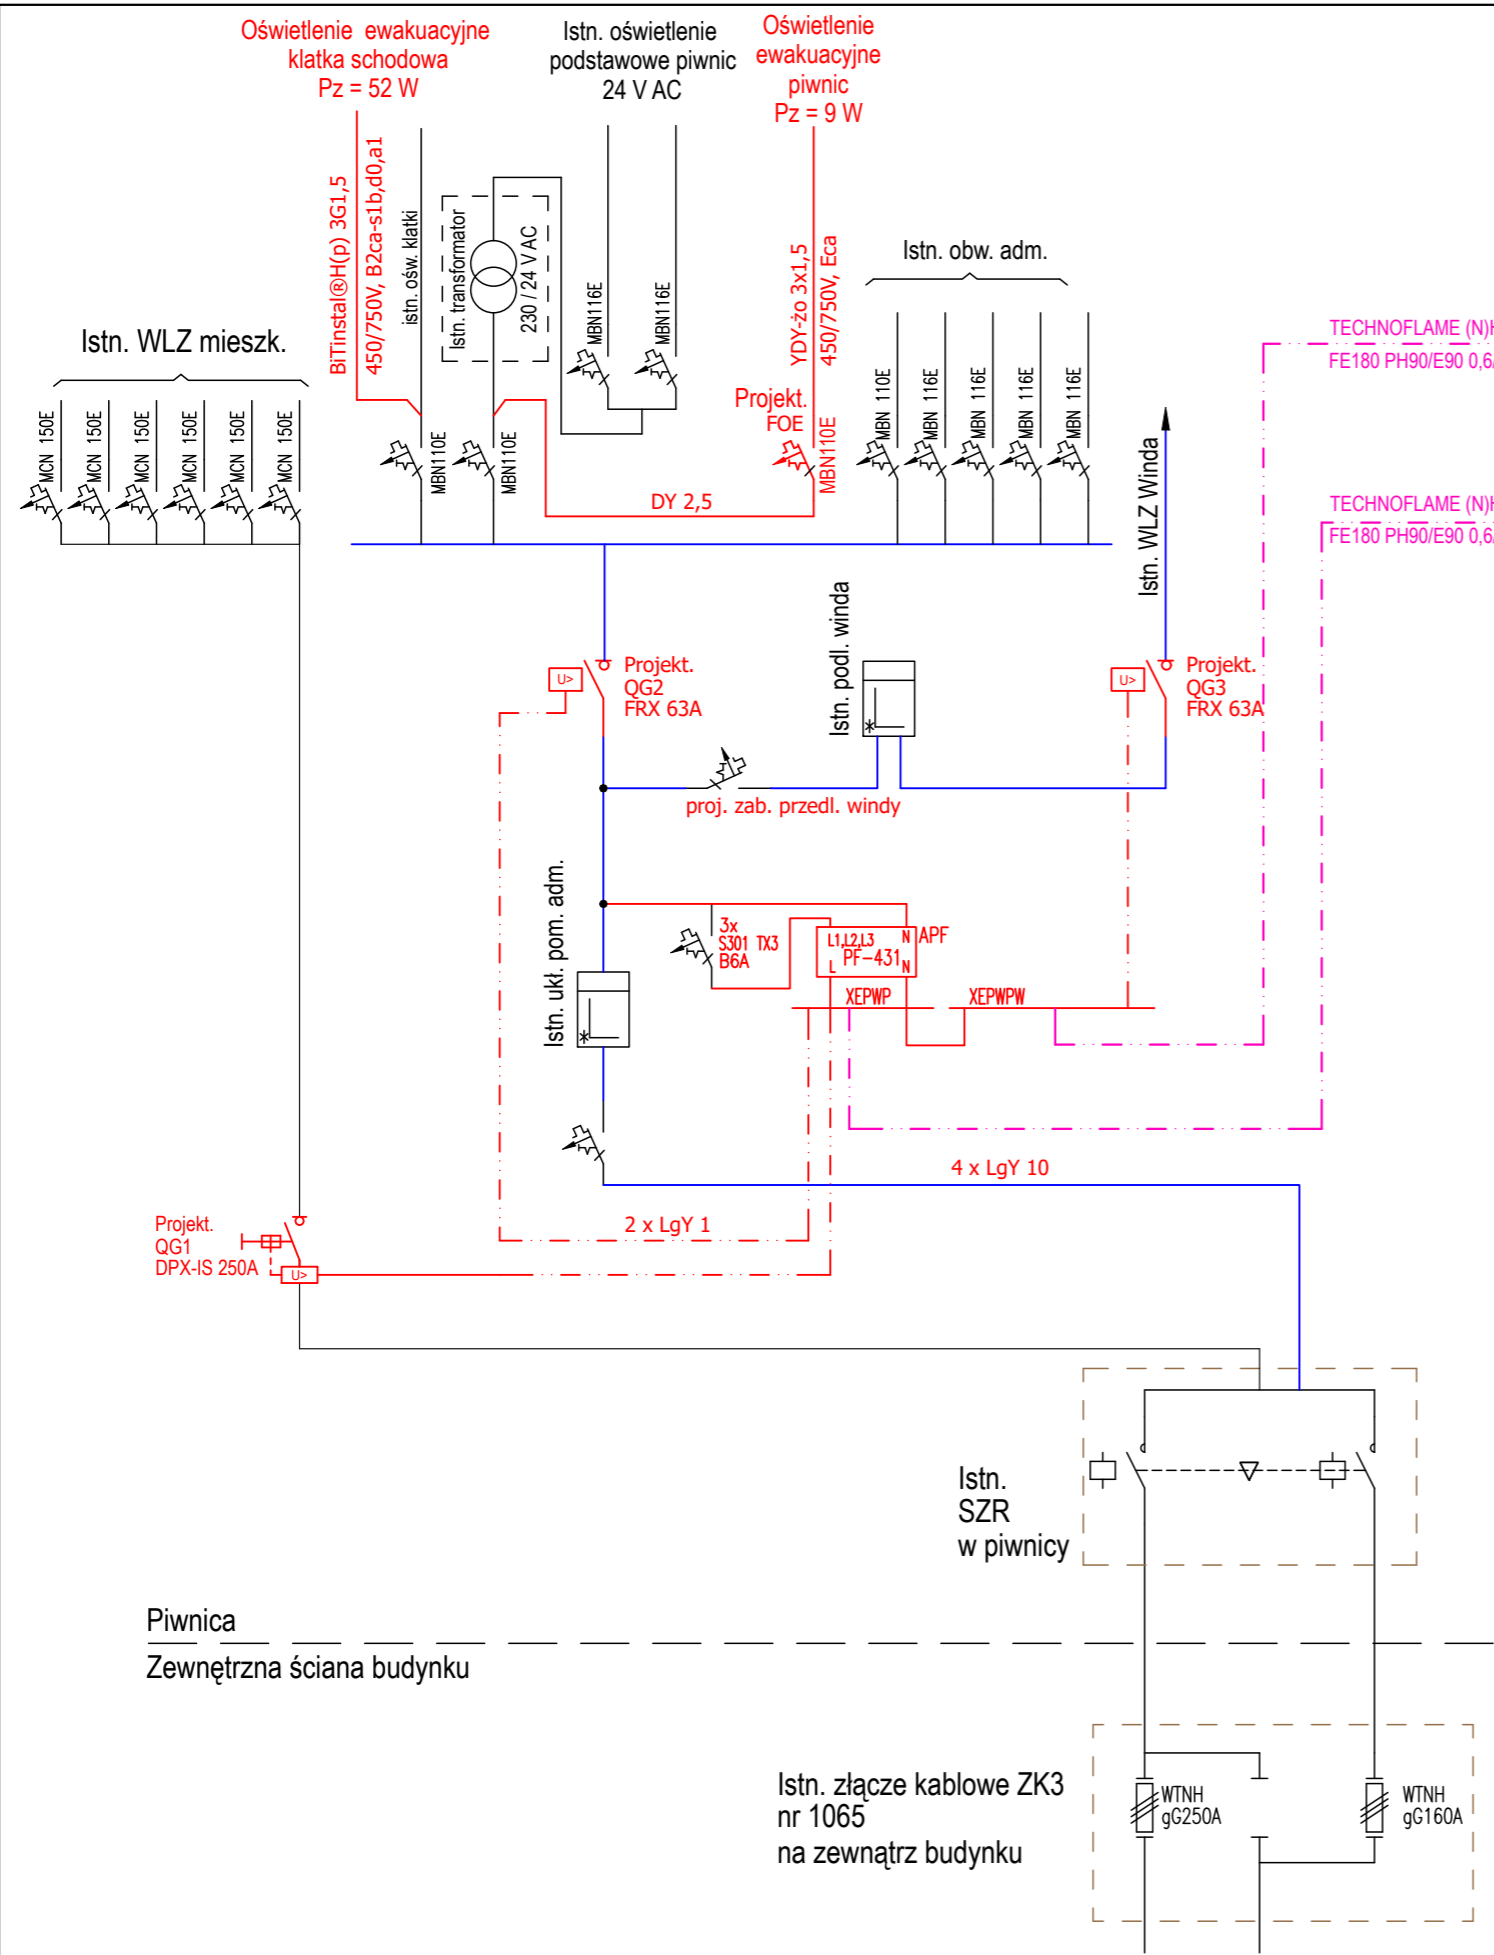 Oświetlenie ewakuacyjne
klatka schodowa
Pz = 52 W
Istn. oświetlenie
podstawowe piwnic
24 V AC
Oświetlenie
ewakuacyjne
piwnic
Pz = 9 W
BiTinstal®H(p) 3G1,5
450/750V, B2ca-s1b,d0,a1
istn. ośw. klatki
Istn. transformator
230 / 24 V AC
MBN116E
MBN116E
YDY-żo 3x1,5
450/750V, Eca
Istn. obw. adm.
Istn. WLZ mieszk.
MCN 150E
MCN 150E
MCN 150E
MCN 150E
MCN 150E
MCN 150E
MBN110E
MBN110E
Projekt.
FOE
MBN110E
MBN 110E
MBN 116E
MBN 116E
MBN 116E
MBN 116E
DY 2,5
TECHNOFLAME (N)H
FE180 PH90/E90 0,6/
TECHNOFLAME (N)H
FE180 PH90/E90 0,6/
Istn. WLZ Winda
Istn. podl. winda
U>
Projekt.
QG2
FRX 63A
U>
Projekt.
QG3
FRX 63A
proj. zab. przedl. windy
Istn. ukł. pom. adm.
3x
S301 TX3
B6A
L1,L2,L3 N
PF-431
L N
APF
XEPWP
XEPWPW
4 x LgY 10
2 x LgY 1
Projekt.
QG1
DPX-IS 250A
U>
Istn.
SZR
w piwnicy
Piwnica
Zewnętrzna ściana budynku
Istn. złącze kablowe ZK3
nr 1065
na zewnątrz budynku
WTNH
gG250A
WTNH
gG160A